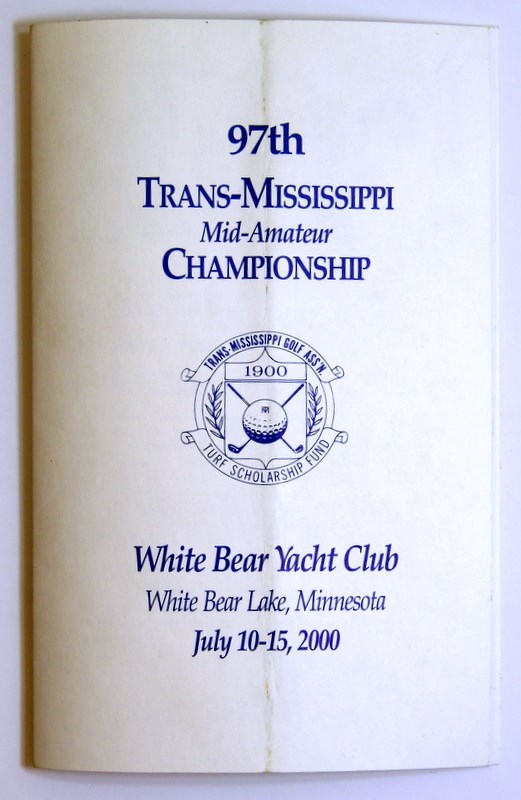 97th
TRANS-MISSISSIPPI
Mid-Amateur
CHAMPIONSHIP
TRANS-MISSISSIPPI GOLF ASS'N.
1900
TURF SCHOLARSHIP FUND
White Bear Yacht Club
White Bear Lake, Minnesota
July 10-15, 2000